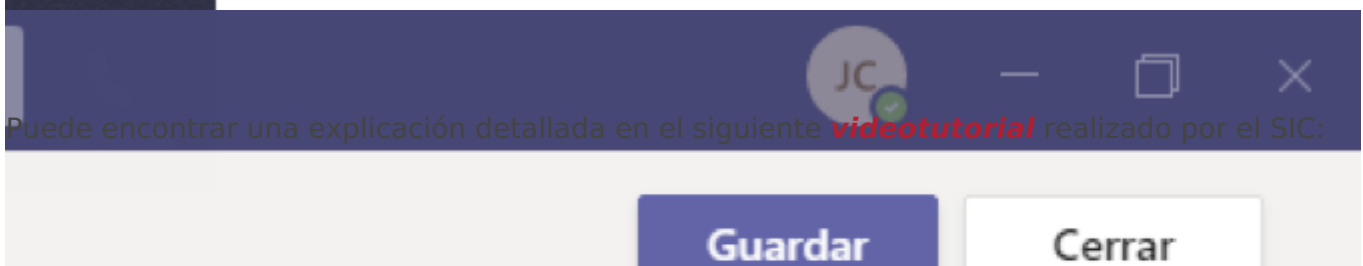 JC
Puede encontrar una explicación detallada en el siguiente videotutorial realizado por el SIC:
Guardar Cerrar